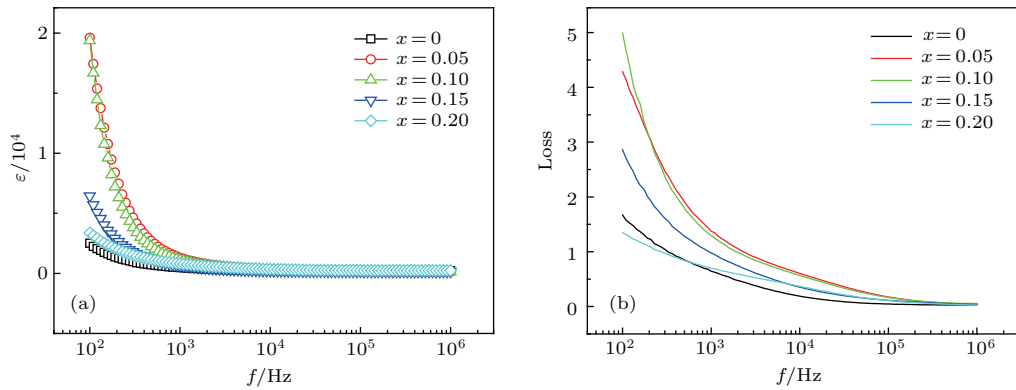 2
1
0
ε/10⁴
x=0
x=0.05
x=0.10
x=0.15
x=0.20
(a)
10² 10³ 10⁴ 10⁵ 10⁶
f/Hz
5
4
3
2
1
0
Loss
x=0
x=0.05
x=0.10
x=0.15
x=0.20
(b)
10² 10³ 10⁴ 10⁵ 10⁶
f/Hz